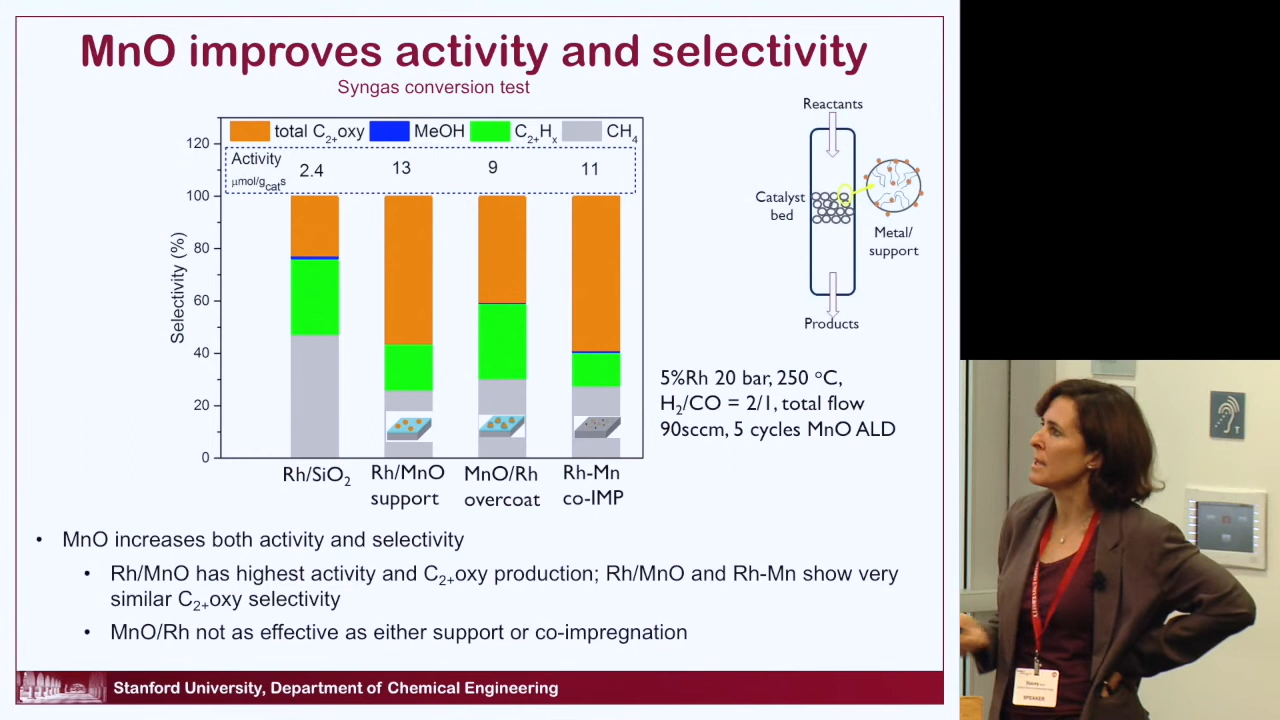 MnO improves activity and selectivity
Syngas conversion test
total C2+oxy MeOH C2+Hx CH4
Activity
μmol/gcats
2.4 13 9 11
120
100
80
60
40
20
0
Selectivity (%)
Rh/SiO2
Rh/MnO
support
MnO/Rh
overcoat
Rh-Mn
co-IMP
Reactants
Catalyst
bed
Metal/
support
Products
5%Rh 20 bar, 250 °C,
H2/CO = 2/1, total flow
90sccm, 5 cycles MnO ALD
• MnO increases both activity and selectivity
• Rh/MnO has highest activity and C2+oxy production; Rh/MnO and Rh-Mn show very
similar C2+oxy selectivity
• MnO/Rh not as effective as either support or co-impregnation
Stanford University, Department of Chemical Engineering
T
SPEAKER